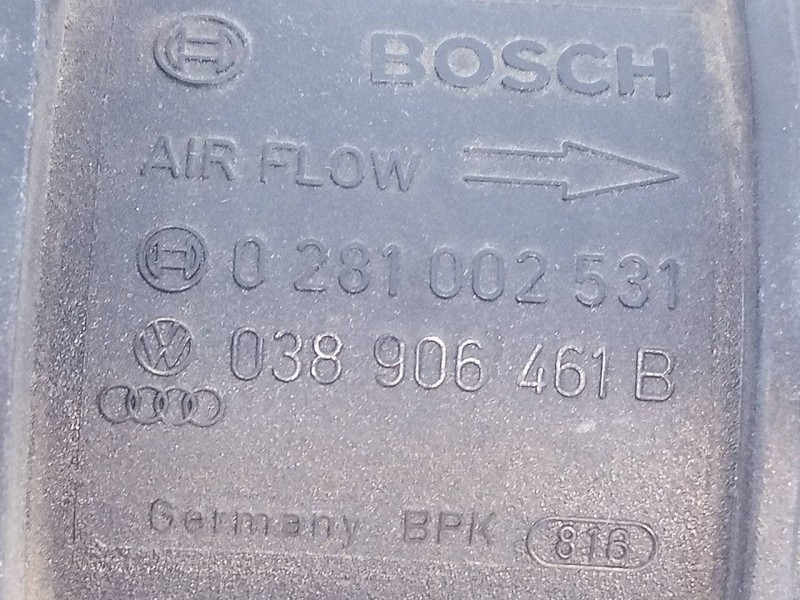 BOSCH
AIR FLOW
0 281 002 531
038 906 461 B
Germany BPK 816